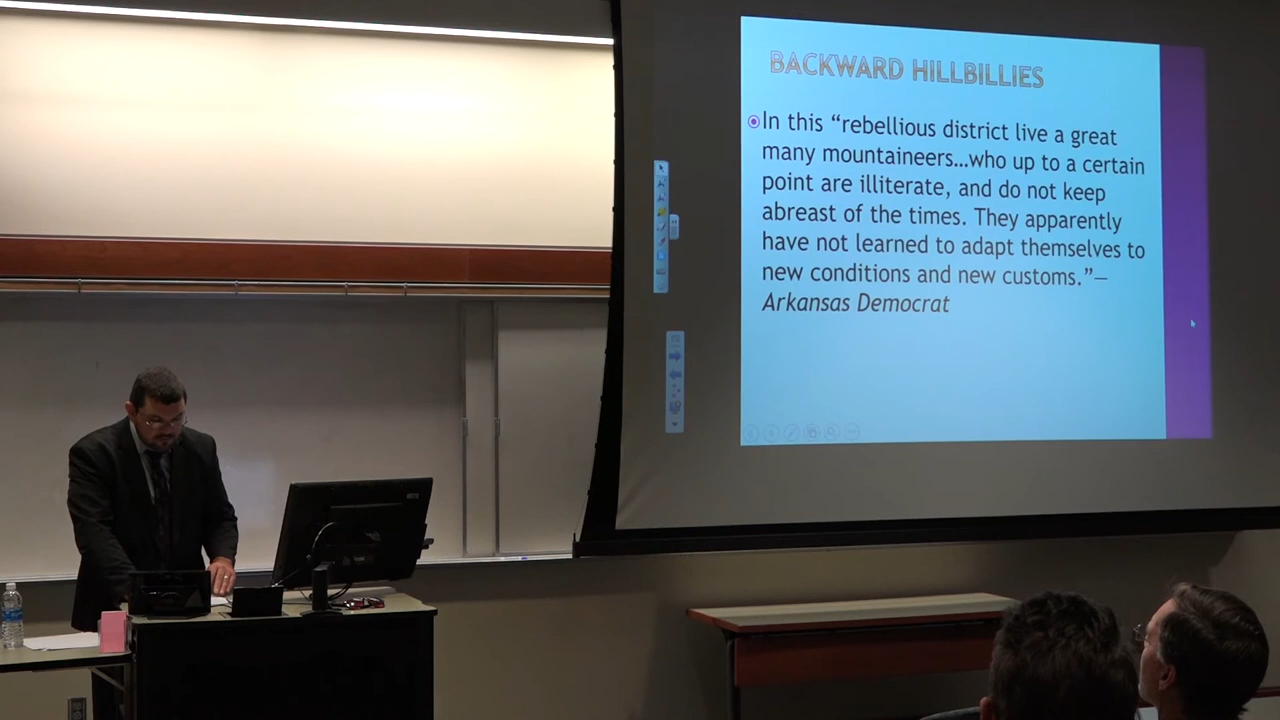 BACKWARD HILLBILLIES
In this “rebellious district live a great
many mountaineers…who up to a certain
point are illiterate, and do not keep
abreast of the times. They apparently
have not learned to adapt themselves to
new conditions and new customs.”—
Arkansas Democrat